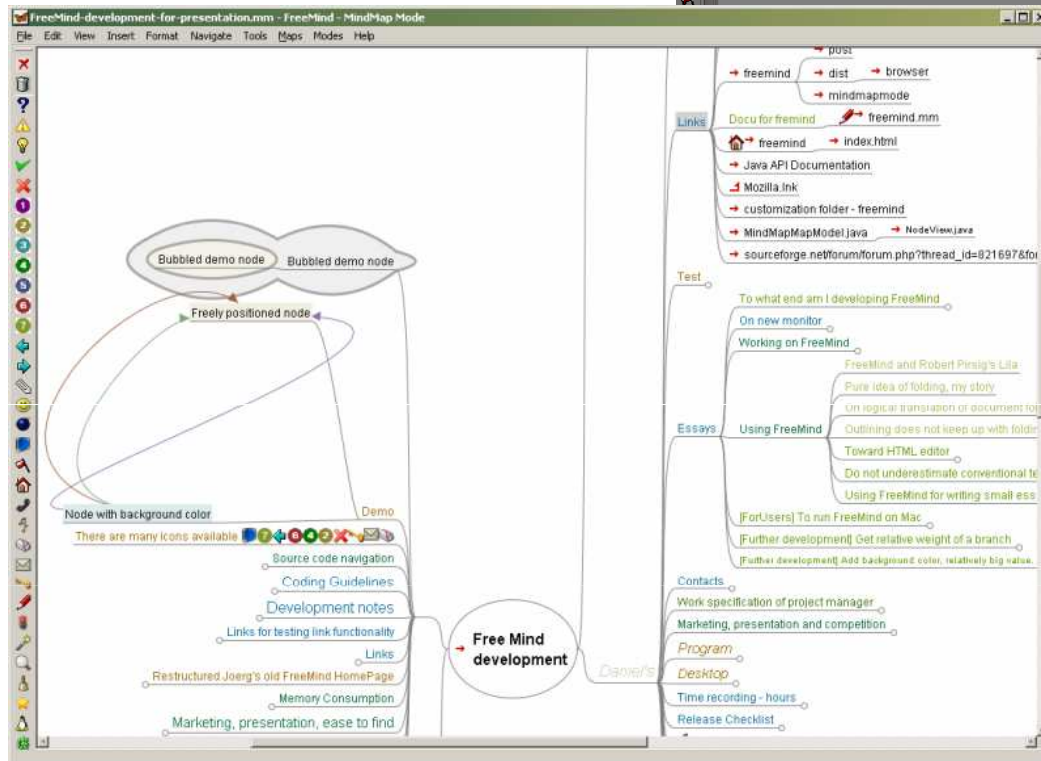 FreeMind-development-for-presentation.mm - FreeMind - MindMap Mode
File Edit View Insert Format Navigate Tools Maps Modes Help
Bubbled demo node
Bubbled demo node
Freely positioned node
Node with background color
Demo
There are many icons available
Source code navigation
Coding Guidelines
Development notes
Links for testing link functionality
Links
Restructured Joerg's old FreeMind HomePage
Memory Consumption
Marketing, presentation, ease to find
Free Mind
development
Daniel's
post
freemind
dist
browser
mindmapmode
Links
Docu for fremind
freemind.mm
freemind
index.html
Java API Documentation
Mozilla.lnk
customization folder - freemind
MindMapMapModel.java
NodeView.java
sourceforge.net/forum/forum.php?thread_id=821697&for
Test
To what end am I developing FreeMind
On new monitor
Working on FreeMind
Essays
Using FreeMind
FreeMind and Robert Pirsig's Lila
Pure idea of folding, my story
On logical translation of document fol
Outlining does not keep up with foldin
Toward HTML editor
Do not underestimate conventional te
Using FreeMind for writing small ess
[ForUsers] To run FreeMind on Mac
[Further development] Get relative weight of a branch
[Further development] Add background color, relatively big value.
Contacts
Work specification of project manager
Marketing, presentation and competition
Program
Desktop
Time recording - hours
Release Checklist